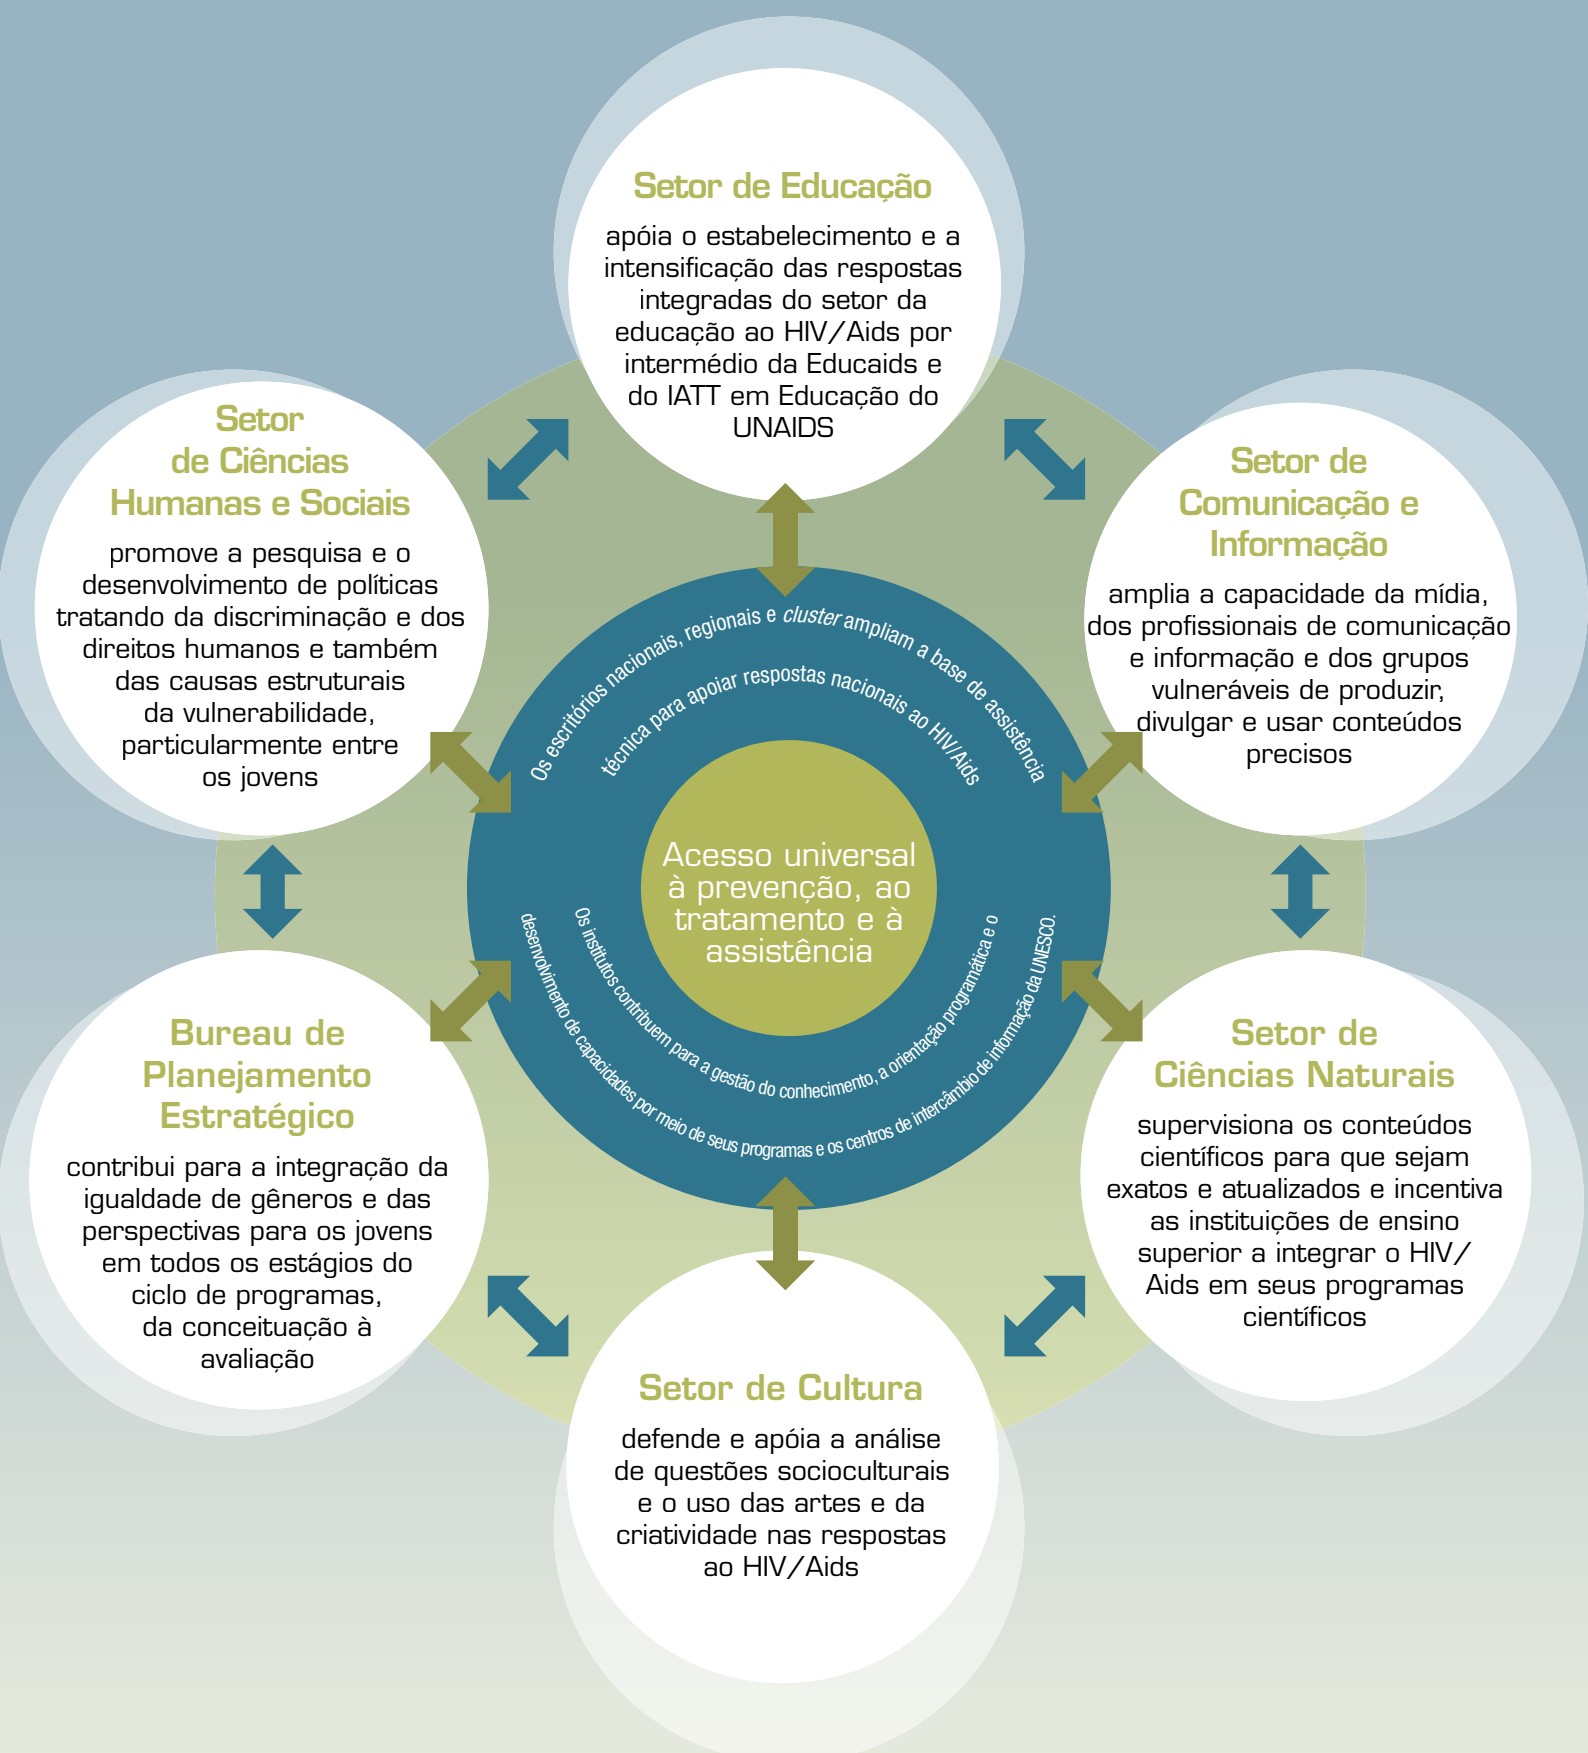 Setor de Educação
apóia o estabelecimento e a
intensificação das respostas
integradas do setor da
educação ao HIV/Aids por
intermédio da Educaids e
do IATT em Educação do
UNAIDS
Setor
de Ciências
Humanas e Sociais
promove a pesquisa e o
desenvolvimento de políticas
tratando da discriminação e dos
direitos humanos e também
das causas estruturais
da vulnerabilidade,
particularmente entre
os jovens
Setor de
Comunicação e
Informação
amplia a capacidade da mídia,
dos profissionais de comunicação
e informação e dos grupos
vulneráveis de produzir,
divulgar e usar conteúdos
precisos
Os escritórios nacionais, regionais e cluster ampliam a base de assistência
técnica para apoiar respostas nacionais ao HIV/Aids
Acesso universal
à prevenção, ao
tratamento e à
assistência
Os institutos contribuem para a gestão do conhecimento, a orientação programática e o
desenvolvimento de capacidades por meio de seus programas e os centros de intercâmbio de informação da UNESCO.
Bureau de
Planejamento
Estratégico
contribui para a integração da
igualdade de gêneros e das
perspectivas para os jovens
em todos os estágios do
ciclo de programas,
da conceituação à
avaliação
Setor de
Ciências Naturais
supervisiona os conteúdos
científicos para que sejam
exatos e atualizados e incentiva
as instituições de ensino
superior a integrar o HIV/
Aids em seus programas
científicos
Setor de Cultura
defende e apóia a análise
de questões socioculturais
e o uso das artes e da
criatividade nas respostas
ao HIV/Aids